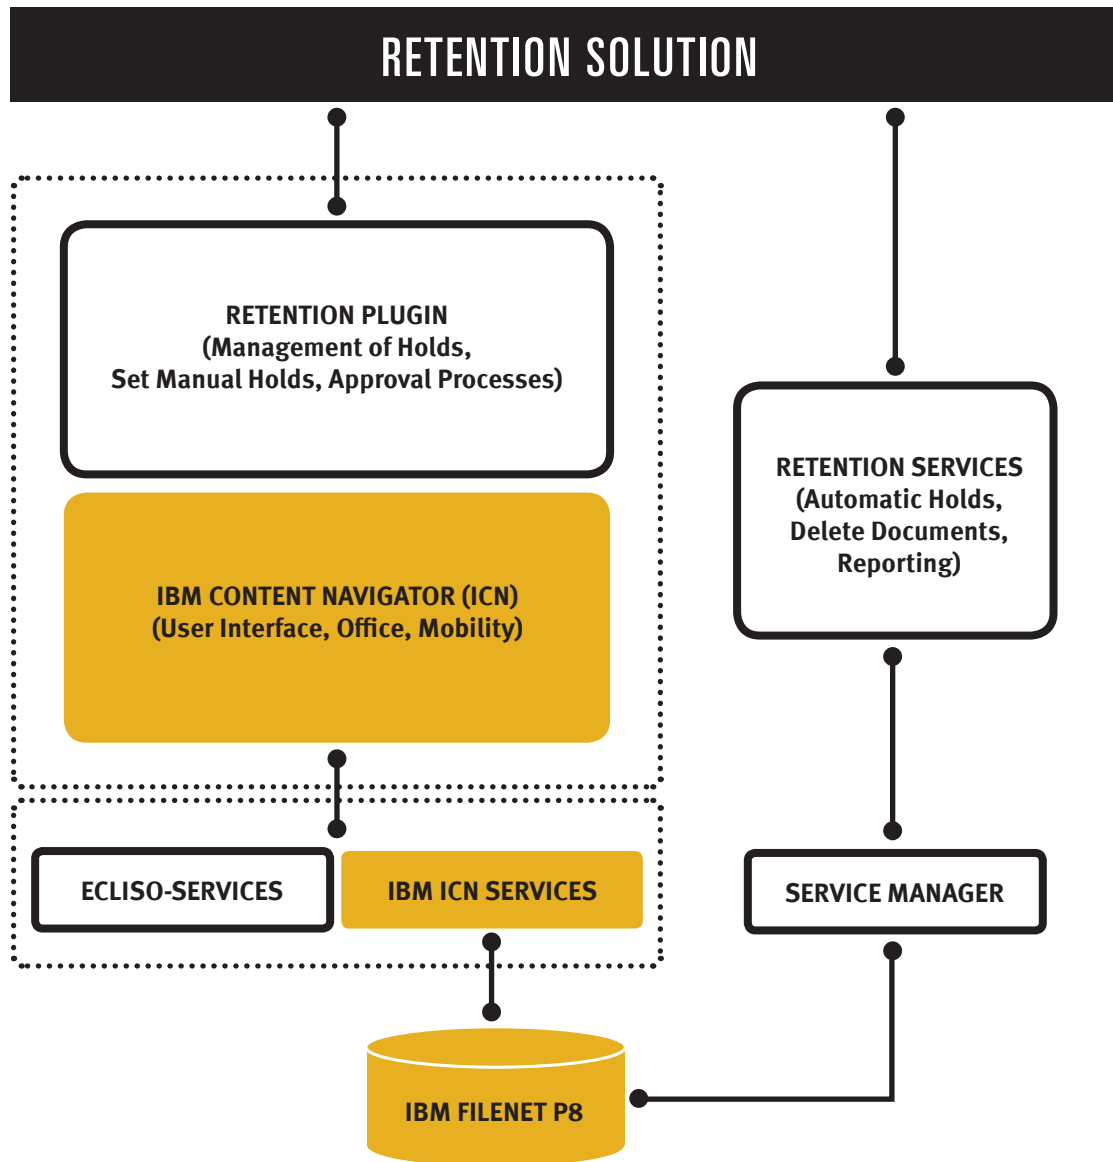 RETENTION SOLUTION
RETENTION PLUGIN
(Management of Holds,
Set Manual Holds, Approval Processes)
IBM CONTENT NAVIGATOR (ICN)
(User Interface, Office, Mobility)
RETENTION SERVICES
(Automatic Holds,
Delete Documents,
Reporting)
ECLISO-SERVICES
IBM ICN SERVICES
SERVICE MANAGER
IBM FILENET P8